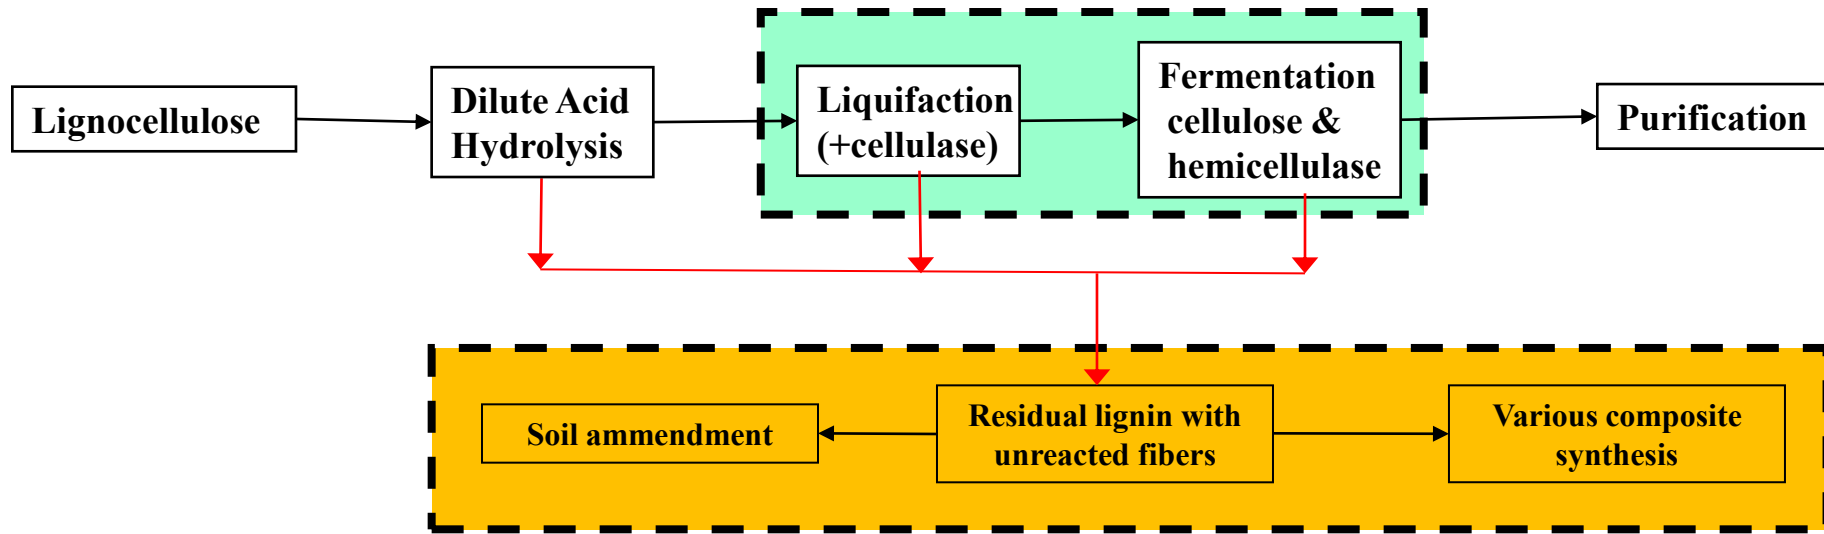 Lignocellulose
Dilute Acid
Hydrolysis
Liquifaction
(+cellulase)
Fermentation
cellulose &
hemicellulase
Purification
Soil ammendment
Residual lignin with
unreacted fibers
Various composite
synthesis